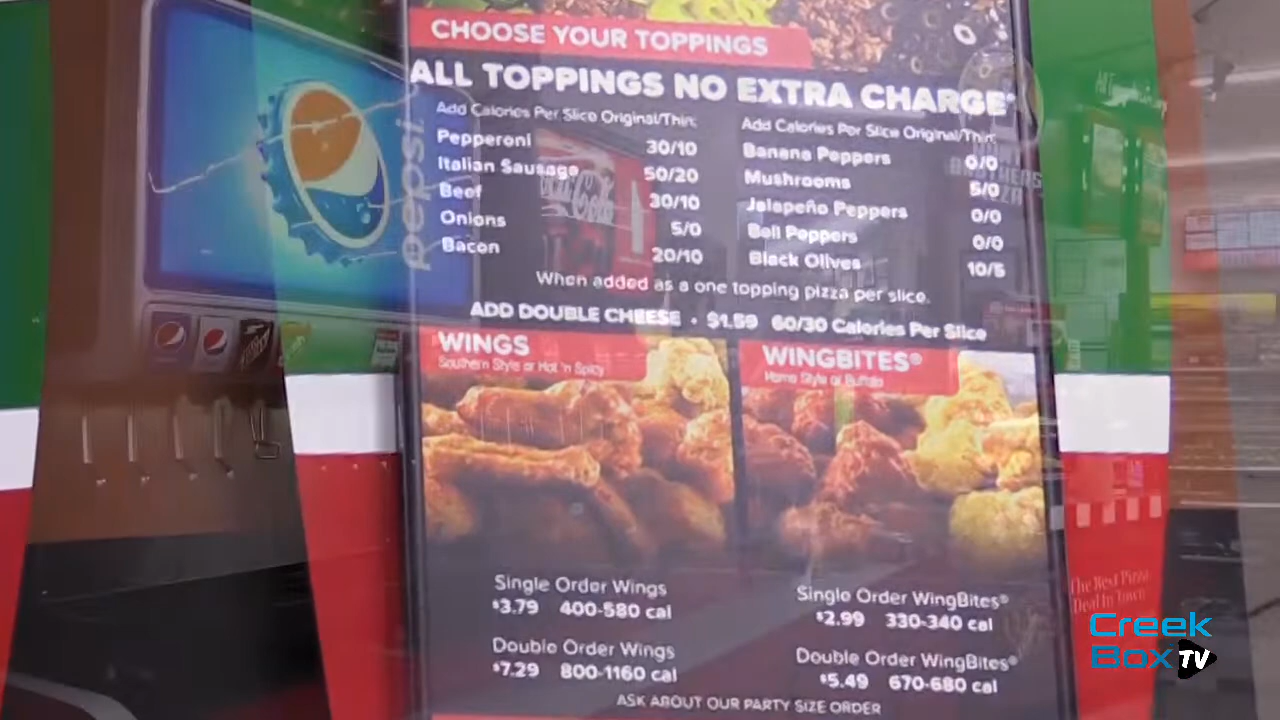 CHOOSE YOUR TOPPINGS
ALL TOPPINGS NO EXTRA CHARGE*
Add Calories Per Slice Original/Thin:
Pepperoni 30/10
Italian Sausage 50/20
Beef 30/10
Onions 5/0
Bacon 20/10
Add Calories Per Slice Original/Thin:
Banana Peppers 0/0
Mushrooms 5/0
Jalapeño Peppers 0/0
Bell Peppers 0/0
Black Olives 10/5
When added as a one topping pizza per slice.
ADD DOUBLE CHEESE • $1.59 60/30 Calories Per Slice
WINGS
Southern Style or Hot 'n Spicy
WINGBITES®
Home Style or Buffalo
Single Order Wings
$3.79 400-580 cal
Double Order Wings
$7.29 800-1160 cal
Single Order WingBites®
$2.99 330-340 cal
Double Order WingBites®
$5.49 670-680 cal
ASK ABOUT OUR PARTY SIZE ORDER
pepsi
Coca-Cola
The Best Pizza
Deal In Town
Creek
Box TV